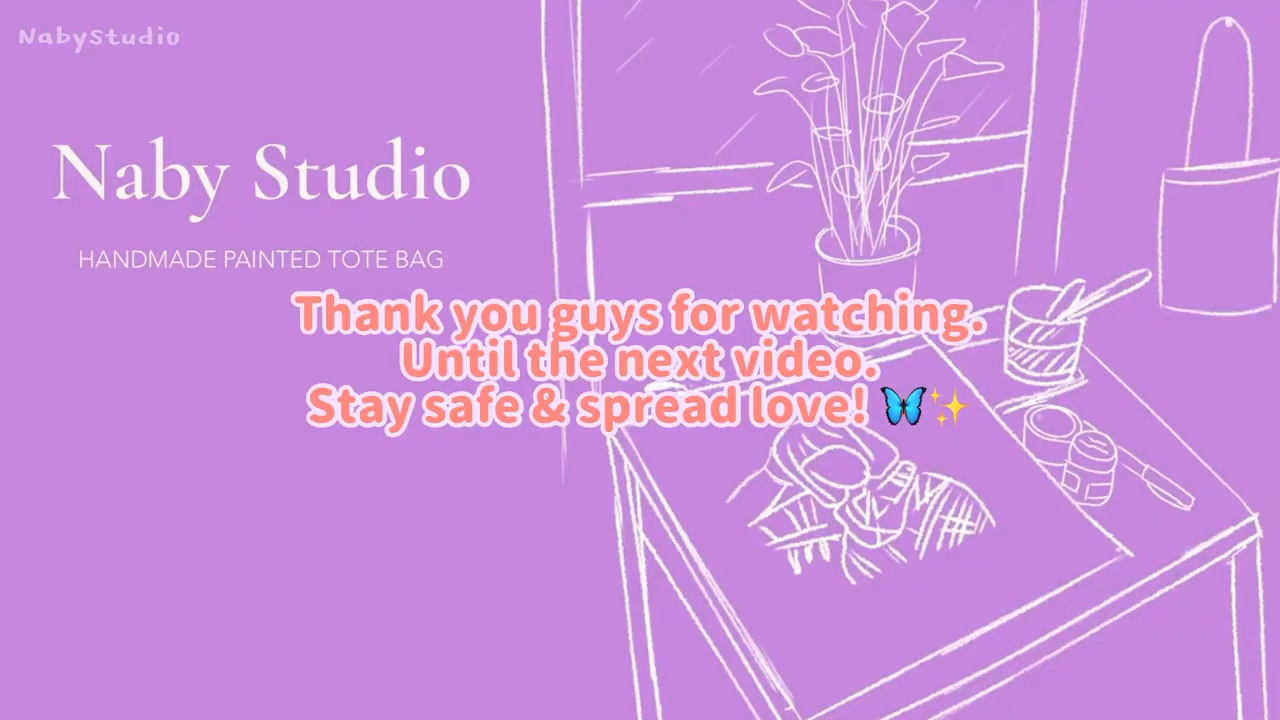 NabyStudio
Naby Studio
HANDMADE PAINTED TOTE BAG
Thank you guys for watching.
Until the next video.
Stay safe & spread love! 🦋✨